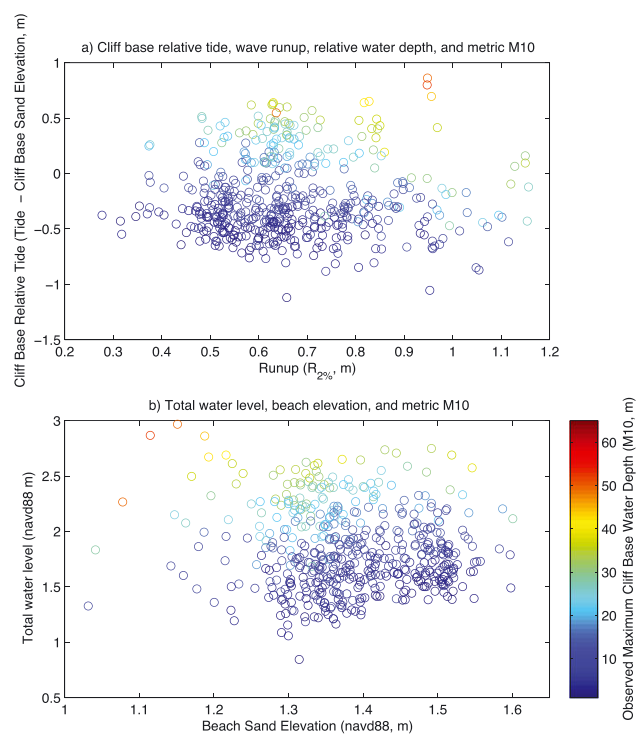 a) Cliff base relative tide, wave runup, relative water depth, and metric M10
Cliff Base Relative Tide (Tide − Cliff Base Sand Elevation, m)
1
0.5
0
−0.5
−1
−1.5
0.2 0.3 0.4 0.5 0.6 0.7 0.8 0.9 1 1.1 1.2
Runup (R2%, m)
b) Total water level, beach elevation, and metric M10
Total water level (navd88 m)
3
2.5
2
1.5
1
0.5
1 1.1 1.2 1.3 1.4 1.5 1.6
Beach Sand Elevation (navd88, m)
60
50
40
30
20
10
Observed Maximum Cliff Base Water Depth (M10, m)